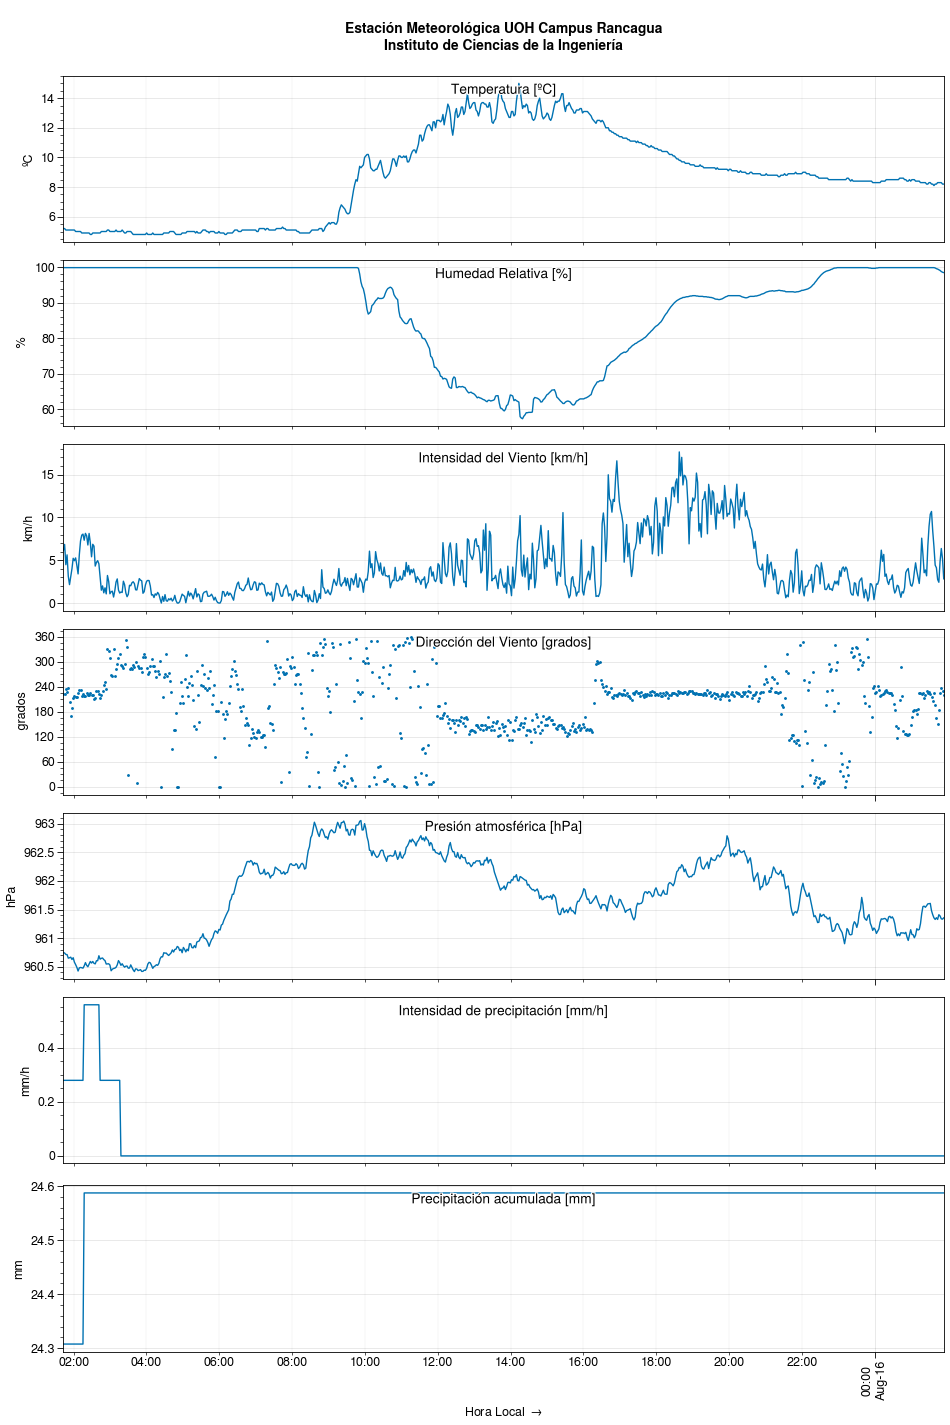 Estación Meteorológica UOH Campus Rancagua
Instituto de Ciencias de la Ingeniería
Temperatura [ºC]
14
12
10
8
6
ºC
Humedad Relativa [%]
100
90
80
70
60
%
Intensidad del Viento [km/h]
15
10
5
0
km/h
Dirección del Viento [grados]
360
300
240
180
120
60
0
grados
Presión atmosférica [hPa]
963
962.5
962
961.5
961
960.5
hPa
Intensidad de precipitación [mm/h]
0.4
0.2
0
mm/h
Precipitación acumulada [mm]
24.6
24.5
24.4
24.3
mm
02:00 04:00 06:00 08:00 10:00 12:00 14:00 16:00 18:00 20:00 22:00 00:00
Aug-16
Hora Local →